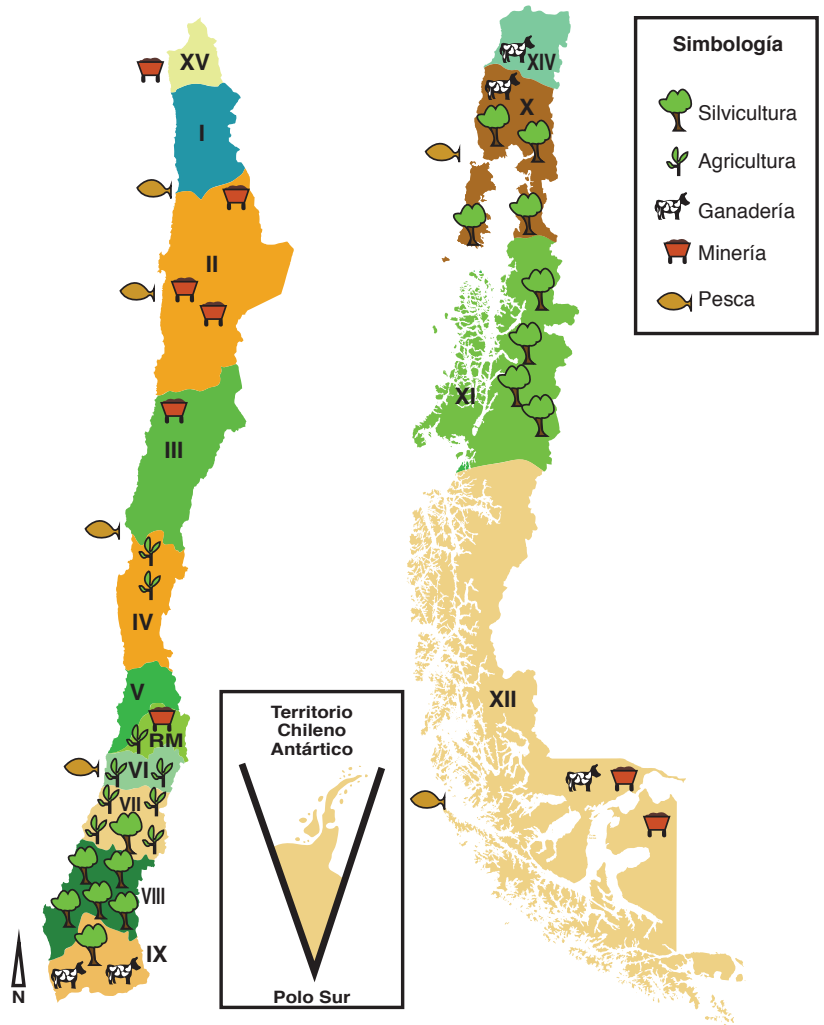 XV
I
II
III
IV
V
RM
VI
VII
VIII
IX
N
XIV
X
XI
XII
Territorio
Chileno
Antártico
Polo Sur
Simbología
Silvicultura
Agricultura
Ganadería
Minería
Pesca